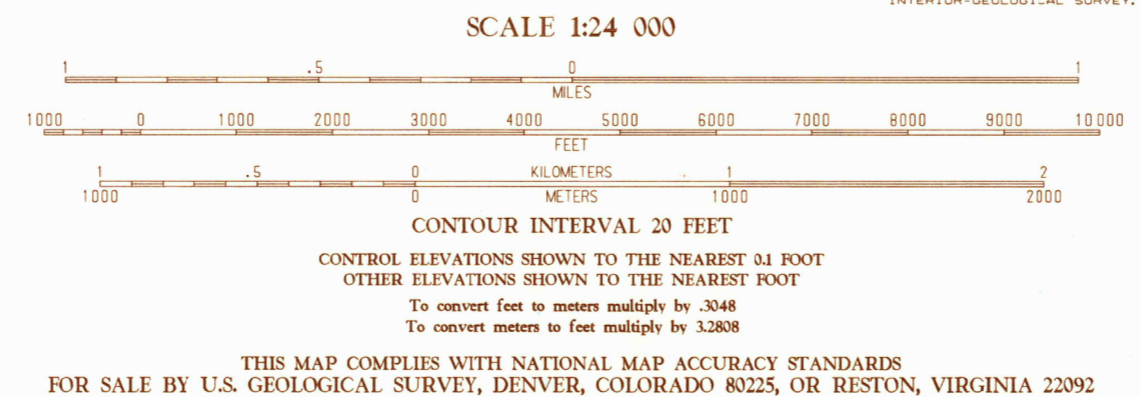 INTERIOR-GEOLOGICAL SURVEY,
SCALE 1:24 000
1 .5 0 1
MILES
1000 0 1000 2000 3000 4000 5000 6000 7000 8000 9000 10 000
FEET
1 .5 0 KILOMETERS 1 2
1000 0 METERS 1000 2000
CONTOUR INTERVAL 20 FEET
CONTROL ELEVATIONS SHOWN TO THE NEAREST 0.1 FOOT
OTHER ELEVATIONS SHOWN TO THE NEAREST FOOT
To convert feet to meters multiply by .3048
To convert meters to feet multiply by 3.2808
THIS MAP COMPLIES WITH NATIONAL MAP ACCURACY STANDARDS
FOR SALE BY U.S. GEOLOGICAL SURVEY, DENVER, COLORADO 80225, OR RESTON, VIRGINIA 22092